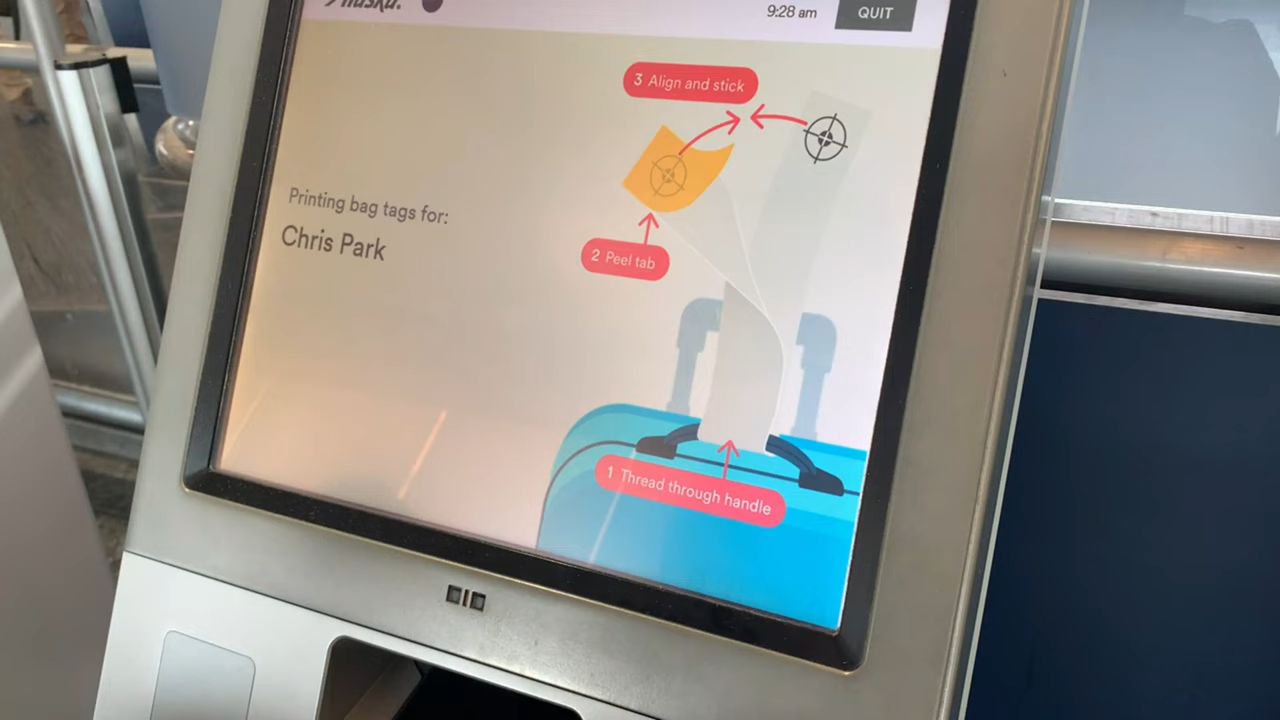 Alaska.
9:28 am
QUIT
3 Align and stick
Printing bag tags for:
Chris Park
2 Peel tab
1 Thread through handle